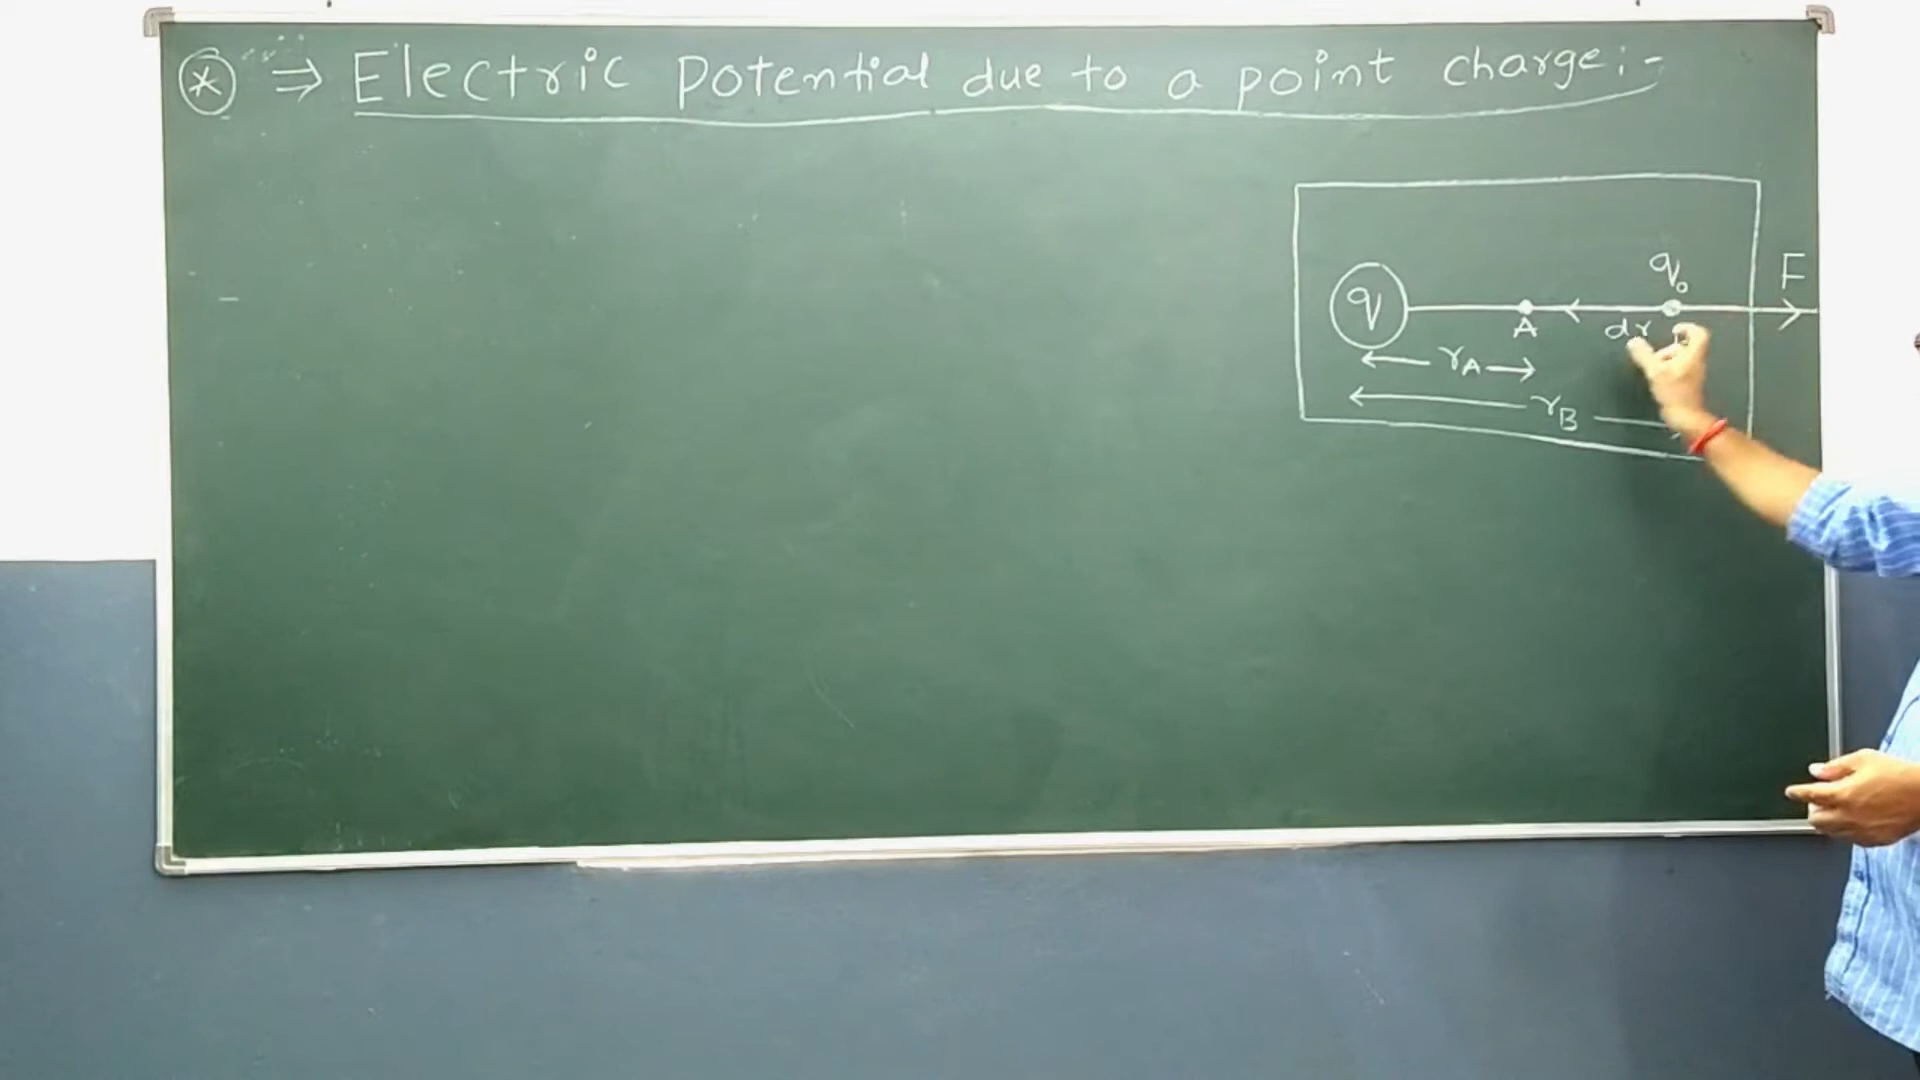 * ⇒ Electric potential due to a point charge:-
q₀ F
q
A dr B
r_A
r_B